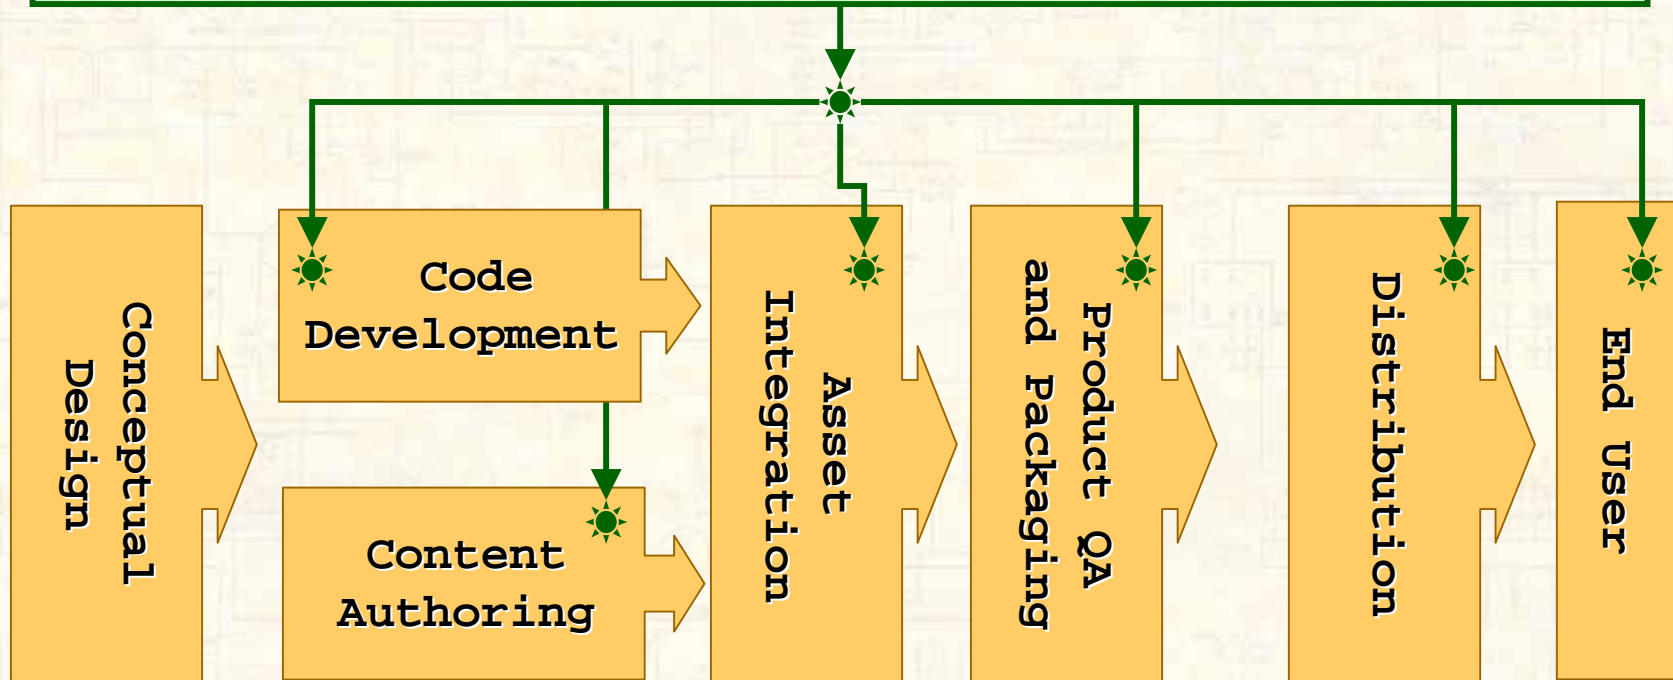 Conceptual
Design
Code
Development
Content
Authoring
Asset
Integration
Product QA
and Packaging
Distribution
End User